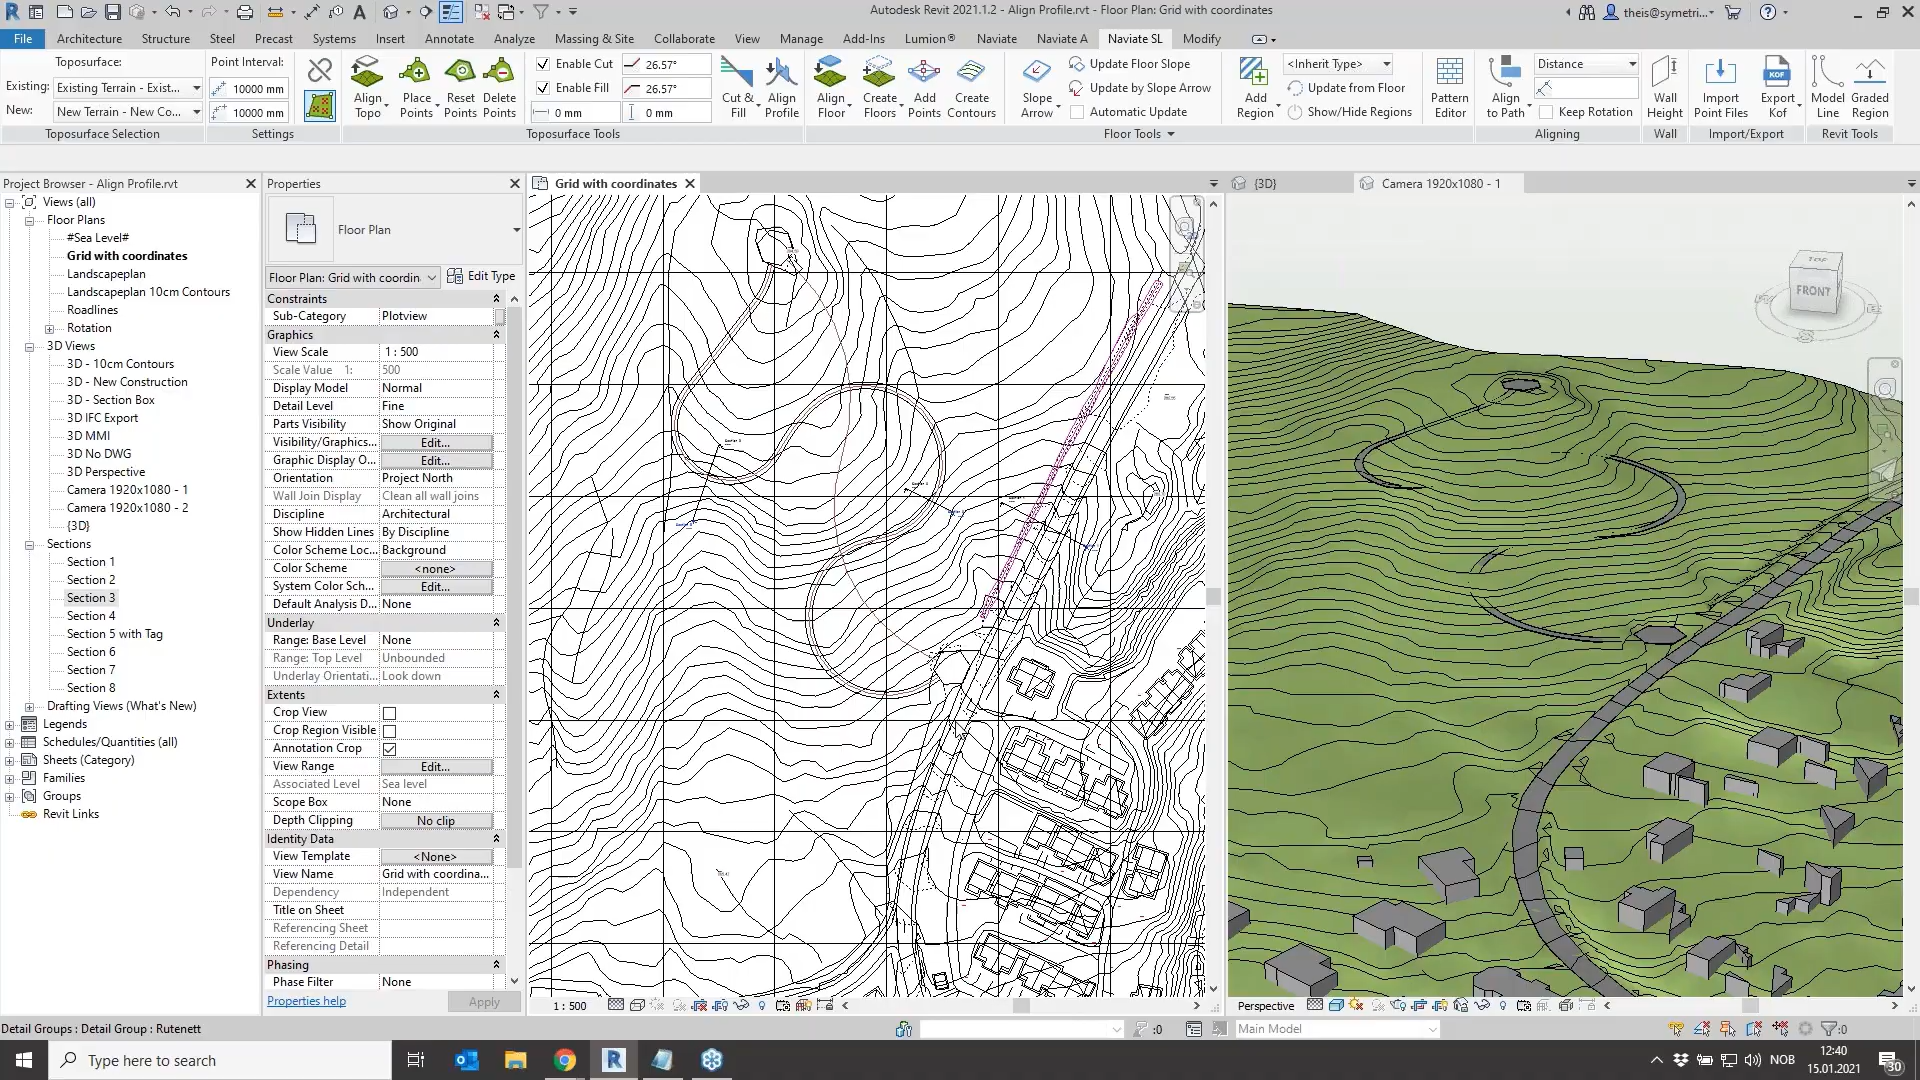 Autodesk Revit 2021.1.2 - Align Profile.rvt - Floor Plan: Grid with coordinates
theis@symetri...
File
Architecture
Structure
Steel
Precast
Systems
Insert
Annotate
Analyze
Massing & Site
Collaborate
View
Manage
Add-Ins
Lumion®
Naviate
Naviate A
Naviate SL
Modify
Toposurface:
Existing: Existing Terrain - Exist...
New: New Terrain - New Co...
Toposurface Selection
Point Interval:
10000 mm
10000 mm
Settings
Align Topo
Place Points
Reset Points
Delete Points
Enable Cut 26.57°
Enable Fill 26.57°
0 mm 0 mm
Cut & Fill
Align Profile
Toposurface Tools
Align Floor
Create Floors
Add Points
Create Contours
Slope Arrow
Update Floor Slope
Update by Slope Arrow
Automatic Update
Add Region
<Inherit Type>
Update from Floor
Show/Hide Regions
Floor Tools
Pattern Editor
Align to Path
Distance
Keep Rotation
Aligning
Wall Height
Wall
Import Point Files
Export Kof
KOF
Import/Export
Model Line
Graded Region
Revit Tools
Project Browser - Align Profile.rvt
Views (all)
Floor Plans
#Sea Level#
Grid with coordinates
Landscapeplan
Landscapeplan 10cm Contours
Roadlines
Rotation
3D Views
3D - 10cm Contours
3D - New Construction
3D - Section Box
3D IFC Export
3D MMI
3D No DWG
3D Perspective
Camera 1920x1080 - 1
Camera 1920x1080 - 2
{3D}
Sections
Section 1
Section 2
Section 3
Section 4
Section 5 with Tag
Section 6
Section 7
Section 8
Drafting Views (What's New)
Legends
Schedules/Quantities (all)
Sheets (Category)
Families
Groups
Revit Links
Properties
Floor Plan
Floor Plan: Grid with coordin
Edit Type
Constraints
Sub-Category Plotview
Graphics
View Scale 1 : 500
Scale Value 1: 500
Display Model Normal
Detail Level Fine
Parts Visibility Show Original
Visibility/Graphics... Edit...
Graphic Display O... Edit...
Orientation Project North
Wall Join Display Clean all wall joins
Discipline Architectural
Show Hidden Lines By Discipline
Color Scheme Loc... Background
Color Scheme <none>
System Color Sch... Edit...
Default Analysis D... None
Underlay
Range: Base Level None
Range: Top Level Unbounded
Underlay Orientati... Look down
Extents
Crop View
Crop Region Visible
Annotation Crop
View Range Edit...
Associated Level Sea level
Scope Box None
Depth Clipping No clip
Identity Data
View Template <None>
View Name Grid with coordina...
Dependency Independent
Title on Sheet
Referencing Sheet
Referencing Detail
Phasing
Phase Filter None
Properties help
Apply
Grid with coordinates
1 : 500
{3D}
Camera 1920x1080 - 1
TOP
FRONT
Perspective
Detail Groups : Detail Group : Rutenett
:0
Main Model
:0
Type here to search
NOB
12:40
15.01.2021
30